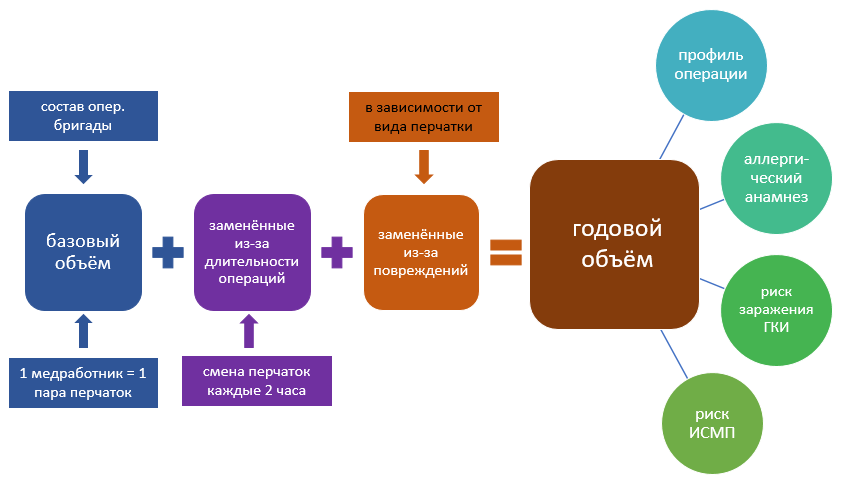 состав опер.
бригады
базовый
объём
1 медработник = 1
пара перчаток
заменённые
из-за
длительности
операций
смена перчаток
каждые 2 часа
в зависимости от
вида перчатки
заменённые
из-за
повреждений
годовой
объём
профиль
операции
аллерги-
ческий
анамнез
риск
заражения
ГКИ
риск
ИСМП